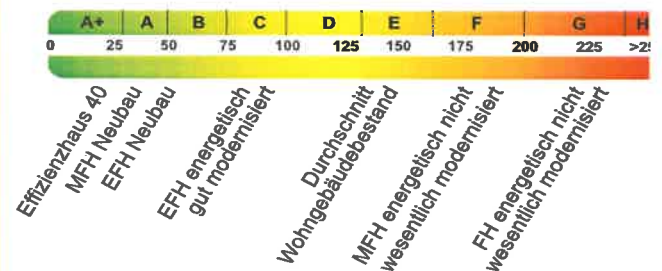 A+ A B C D E F G H
0 25 50 75 100 125 150 175 200 225 >25
Effizienzhaus 40
MFH Neubau
EFH Neubau
EFH energetisch
gut modernisiert
Durchschnitt
Wohngebäudebestand
MFH energetisch nicht
wesentlich modernisiert
FH energetisch nicht
wesentlich modernisiert